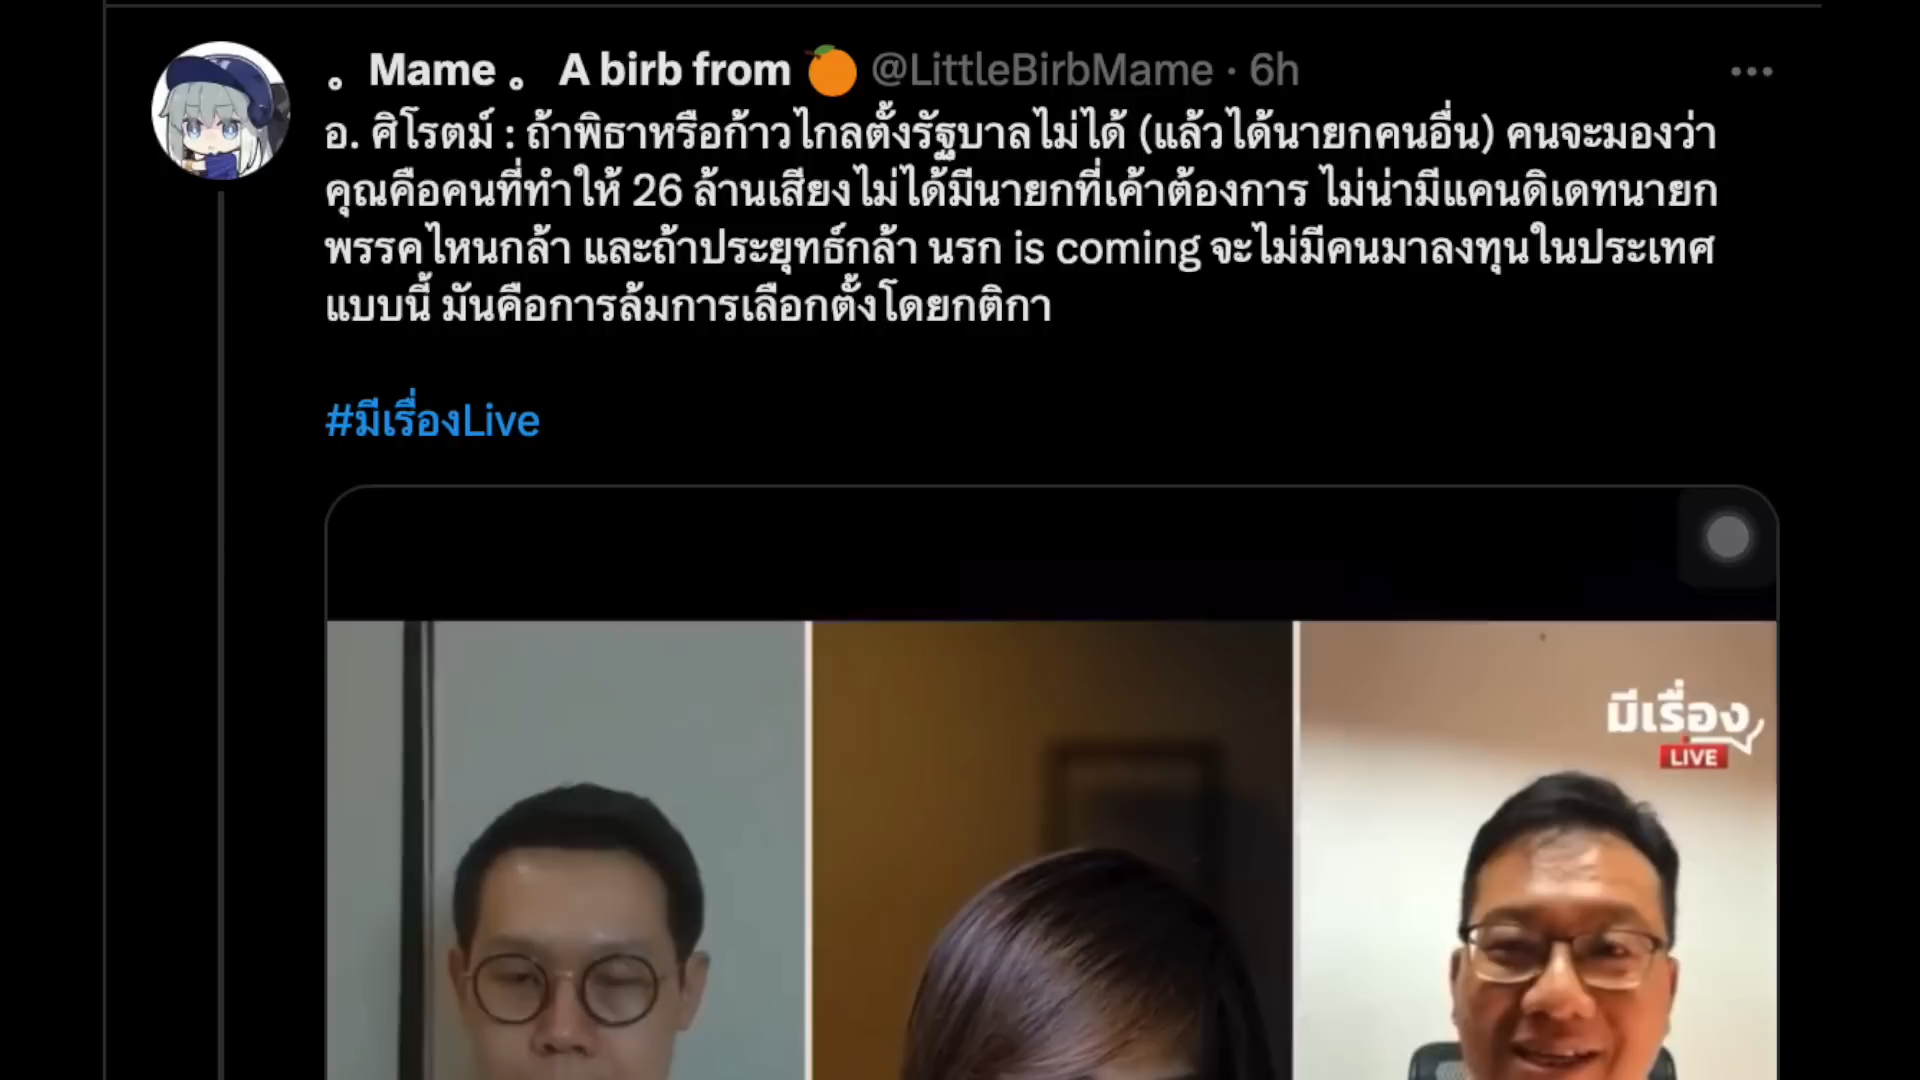 。Mame 。 A birb from 🍊 @LittleBirbMame · 6h
อ. ศิโรตม์ : ถ้าพิธาหรือก้าวไกลตั้งรัฐบาลไม่ได้ (แล้วได้นายกคนอื่น) คนจะมองว่า
คุณคือคนที่ทำให้ 26 ล้านเสียงไม่ได้มีนายกที่เค้าต้องการ ไม่น่ามีแคนดิเดทนายก
พรรคไหนกล้า และถ้าประยุทธ์กล้า นรก is coming จะไม่มีคนมาลงทุนในประเทศ
แบบนี้ มันคือการล้มการเลือกตั้งโดยกติกา
#มีเรื่องLive
มีเรื่อง
LIVE